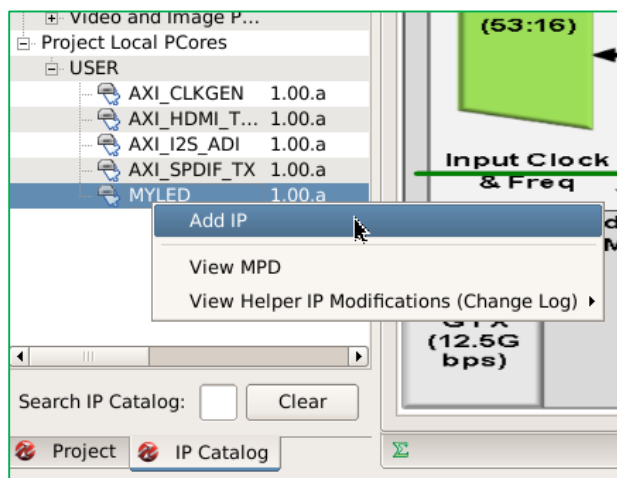 Video and Image P...
Project Local PCores
USER
AXI_CLKGEN 1.00.a
AXI_HDMI_T... 1.00.a
AXI_I2S_ADI 1.00.a
AXI_SPDIF_TX 1.00.a
MYLED 1.00.a
Add IP
View MPD
View Helper IP Modifications (Change Log)
Search IP Catalog:
Clear
Project
IP Catalog
(53:16)
Input Clock
& Freq
GTX
(12.5G
bps)
Σ